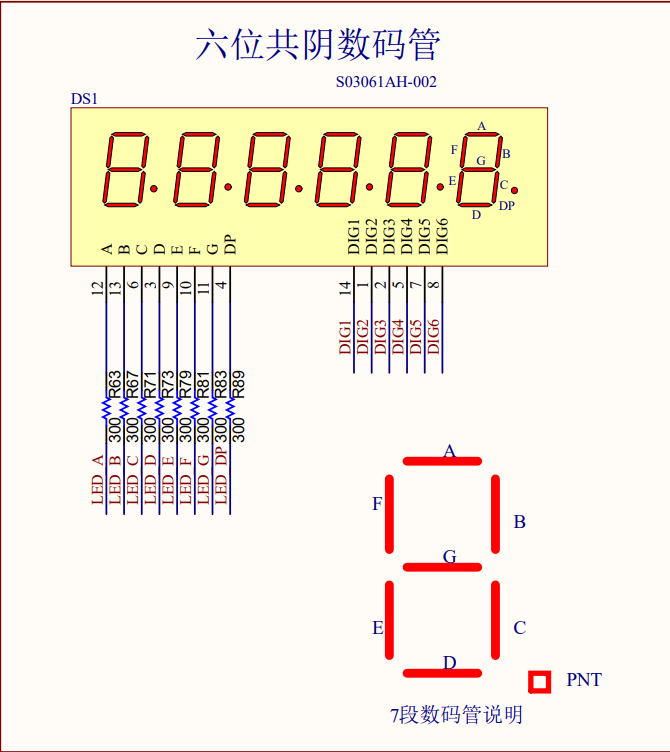 六位共阴数码管
S03061AH-002
DS1
A
F
B
G
E
C
D
DP
A
B
C
D
E
F
G
DP
DIG1
DIG2
DIG3
DIG4
DIG5
DIG6
12
13
6
3
9
10
11
4
14
1
2
5
7
8
DIG1
DIG2
DIG3
DIG4
DIG5
DIG6
R63
R67
R71
R73
R79
R81
R83
R89
300
300
300
300
300
300
300
300
LED A
LED B
LED C
LED D
LED E
LED F
LED G
LED DP
A
F
B
G
E
C
D
PNT
7段数码管说明